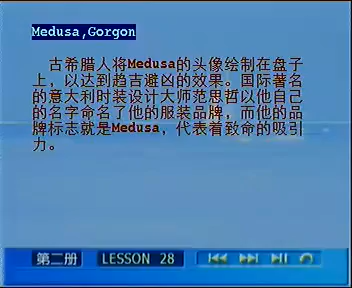 Medusa,Gorgon
古希腊人将Medusa的头像绘制在盘子
上，以达到趋吉避凶的效果。国际著名
的意大利时装设计大师范思哲以他自己
的名字命名了他的服装品牌，而他的品
牌标志就是Medusa，代表着致命的吸引
力。
第二册 LESSON 28